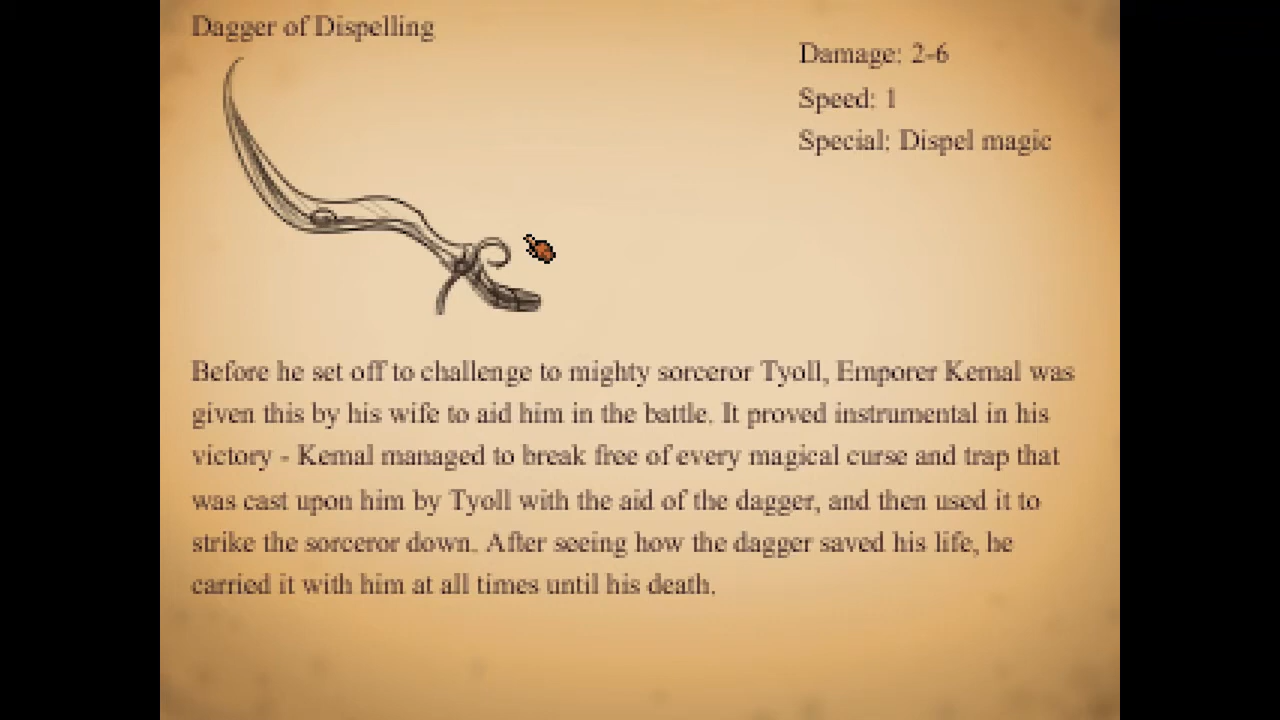 Dagger of Dispelling
Damage: 2-6
Speed: 1
Special: Dispel magic
Before he set off to challenge to mighty sorceror Tyoll, Emporer Kemal was
given this by his wife to aid him in the battle. It proved instrumental in his
victory - Kemal managed to break free of every magical curse and trap that
was cast upon him by Tyoll with the aid of the dagger, and then used it to
strike the sorceror down. After seeing how the dagger saved his life, he
carried it with him at all times until his death.